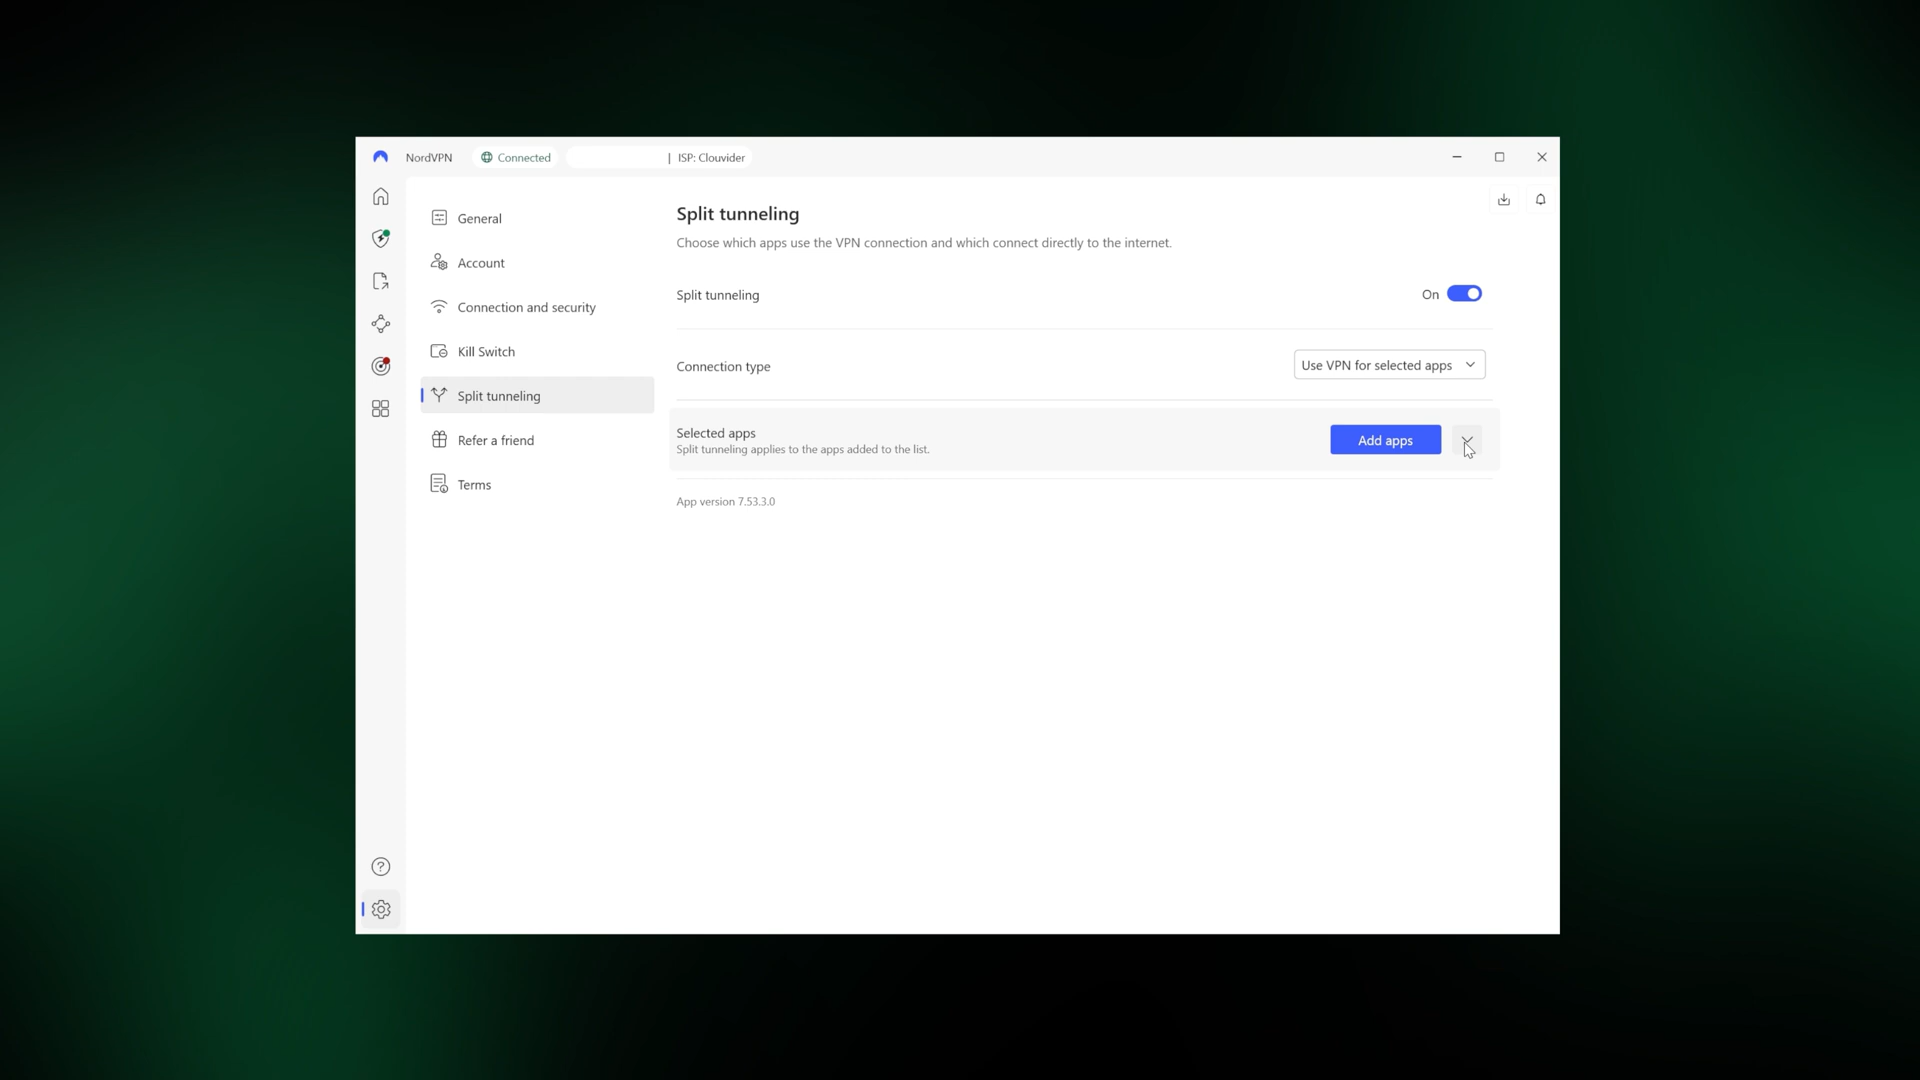 NordVPN
Connected
| ISP: Clouvider
General
Account
Connection and security
Kill Switch
Split tunneling
Refer a friend
Terms
Split tunneling
Choose which apps use the VPN connection and which connect directly to the internet.
Split tunneling
On
Connection type
Use VPN for selected apps
Selected apps
Split tunneling applies to the apps added to the list.
Add apps
App version 7.53.3.0